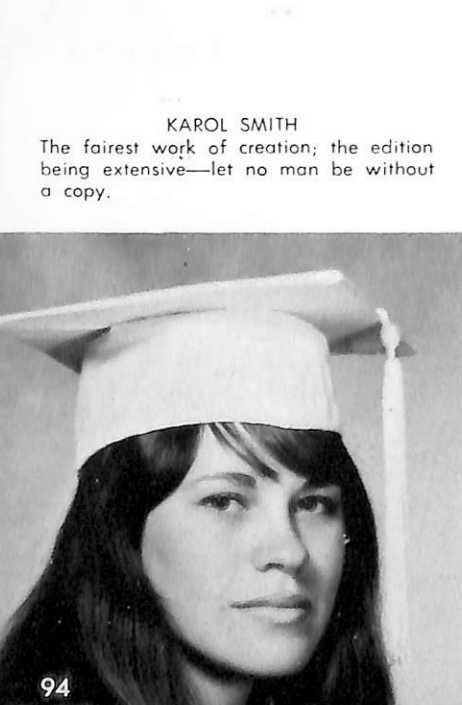 KAROL SMITH
The fairest work of creation; the edition
being extensive—let no man be without
a copy.
94